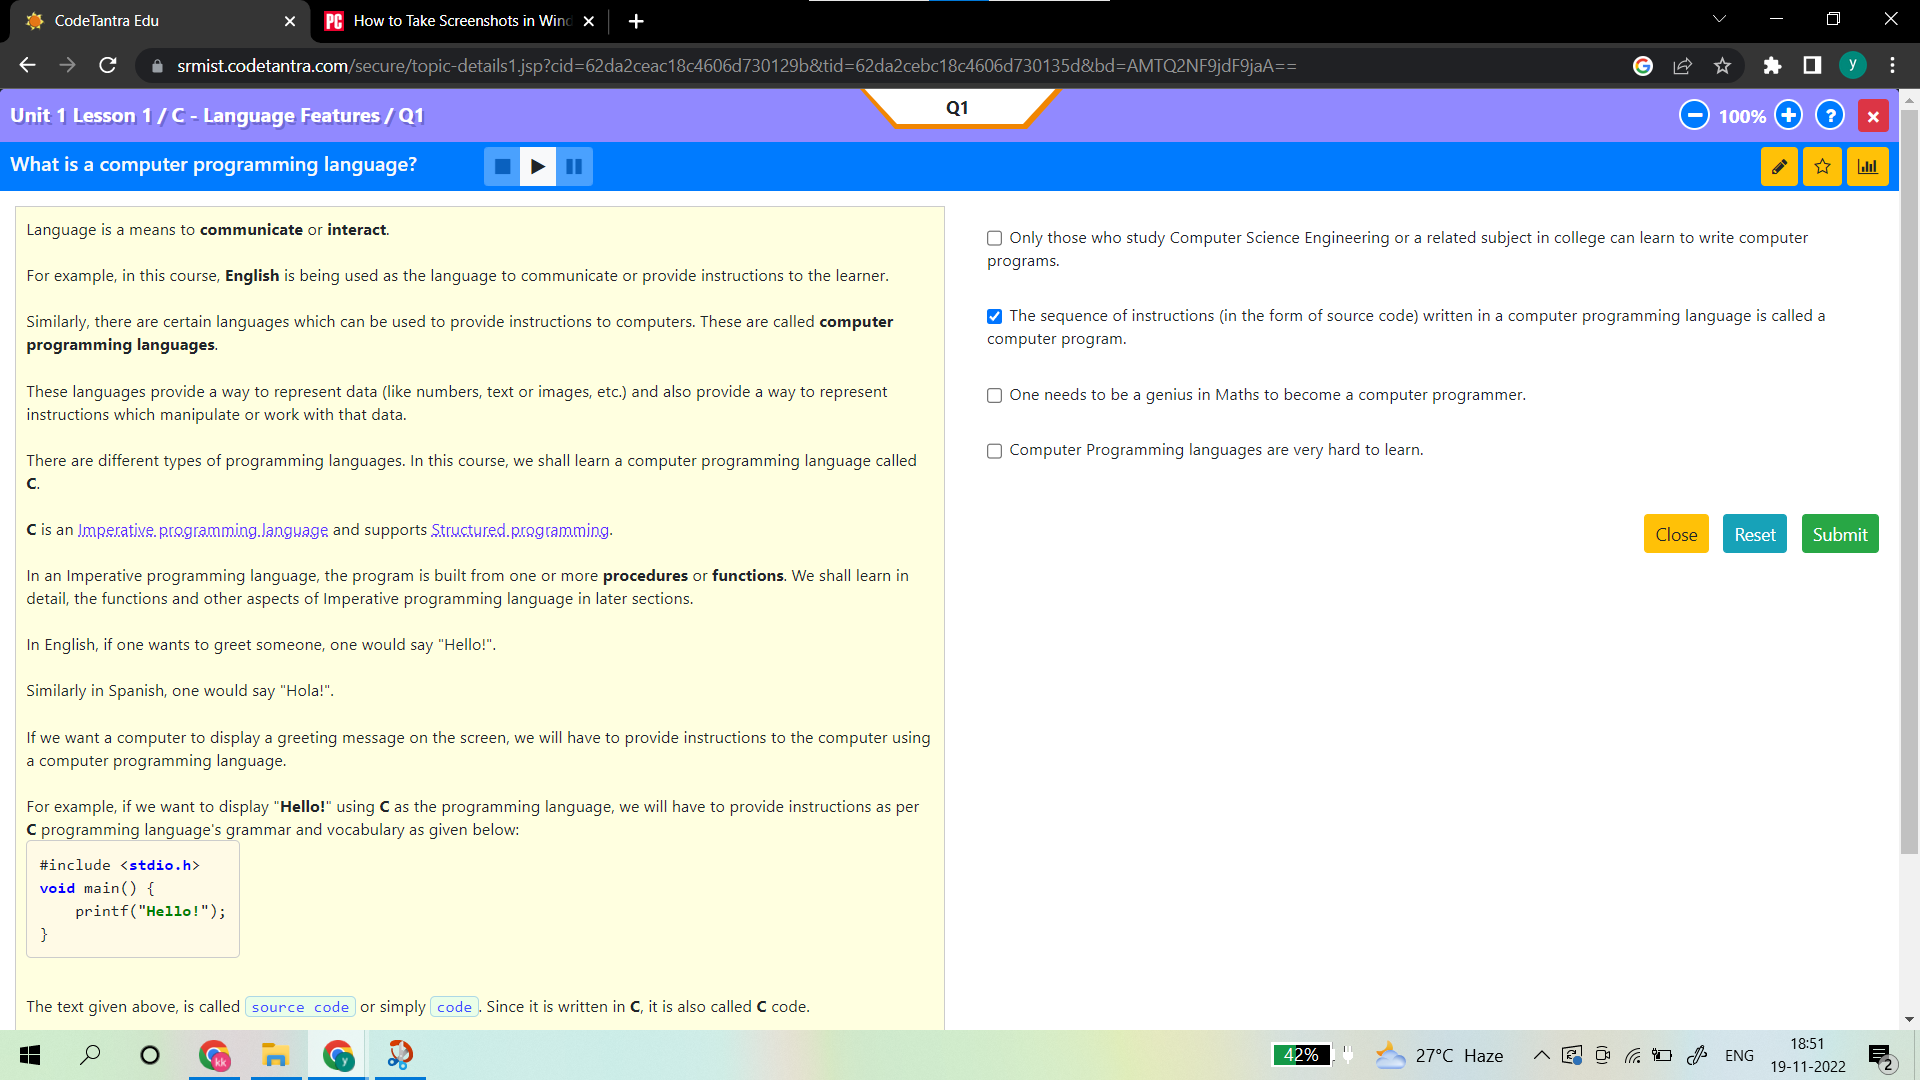 CodeTantra Edu
PC How to Take Screenshots in Wind
srmist.codetantra.com/secure/topic-details1.jsp?cid=62da2ceac18c4606d730129b&tid=62da2cebc18c4606d730135d&bd=AMTQ2NF9jdF9jaA==
y
Unit 1 Lesson 1 / C - Language Features / Q1
Q1
100%
What is a computer programming language?
Language is a means to communicate or interact.
For example, in this course, English is being used as the language to communicate or provide instructions to the learner.
Similarly, there are certain languages which can be used to provide instructions to computers. These are called computer
programming languages.
These languages provide a way to represent data (like numbers, text or images, etc.) and also provide a way to represent
instructions which manipulate or work with that data.
There are different types of programming languages. In this course, we shall learn a computer programming language called
C.
C is an Imperative programming language and supports Structured programming.
In an Imperative programming language, the program is built from one or more procedures or functions. We shall learn in
detail, the functions and other aspects of Imperative programming language in later sections.
In English, if one wants to greet someone, one would say "Hello!".
Similarly in Spanish, one would say "Hola!".
If we want a computer to display a greeting message on the screen, we will have to provide instructions to the computer using
a computer programming language.
For example, if we want to display "Hello!" using C as the programming language, we will have to provide instructions as per
C programming language's grammar and vocabulary as given below:
#include <stdio.h>
void main() {
printf("Hello!");
}
The text given above, is called source code or simply code. Since it is written in C, it is also called C code.
Only those who study Computer Science Engineering or a related subject in college can learn to write computer
programs.
The sequence of instructions (in the form of source code) written in a computer programming language is called a
computer program.
One needs to be a genius in Maths to become a computer programmer.
Computer Programming languages are very hard to learn.
Close
Reset
Submit
kk
y
42%
27°C Haze
ENG
18:51
19-11-2022
2